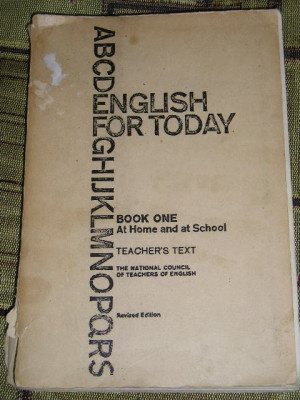 ABCDEFGHIJKLMNOPQRS
ENGLISH
FOR TODAY
BOOK ONE
At Home and at School
TEACHER'S TEXT
THE NATIONAL COUNCIL
OF TEACHERS OF ENGLISH
Revised Edition